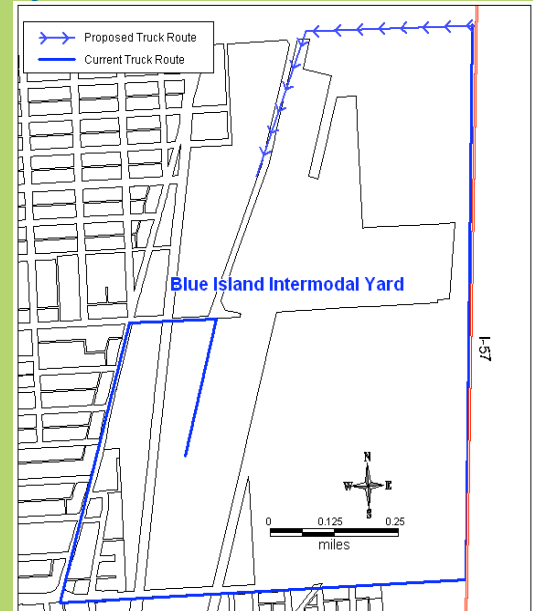 Proposed Truck Route
Current Truck Route
Blue Island Intermodal Yard
I-57
N
W E
S
0 0.125 0.25
miles